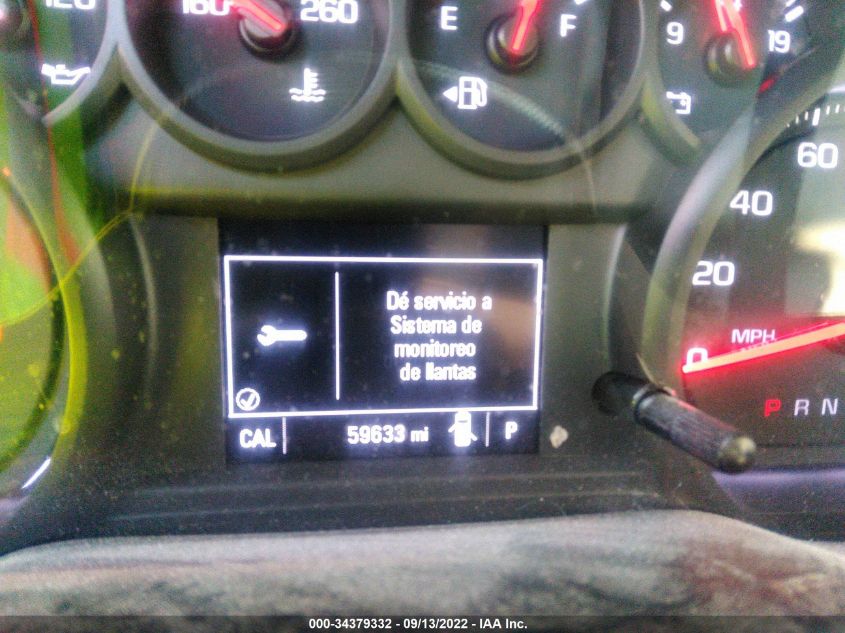 120
160 260
E F
9 19
60
40
20
0
MPH
Dé servicio a
Sistema de
monitoreo
de llantas
CAL 59633 mi P
P R N
000-34379332 - 09/13/2022 - IAA Inc.